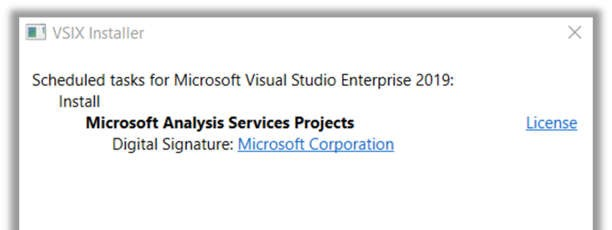 VSIX Installer
Scheduled tasks for Microsoft Visual Studio Enterprise 2019:
Install
Microsoft Analysis Services Projects License
Digital Signature: Microsoft Corporation